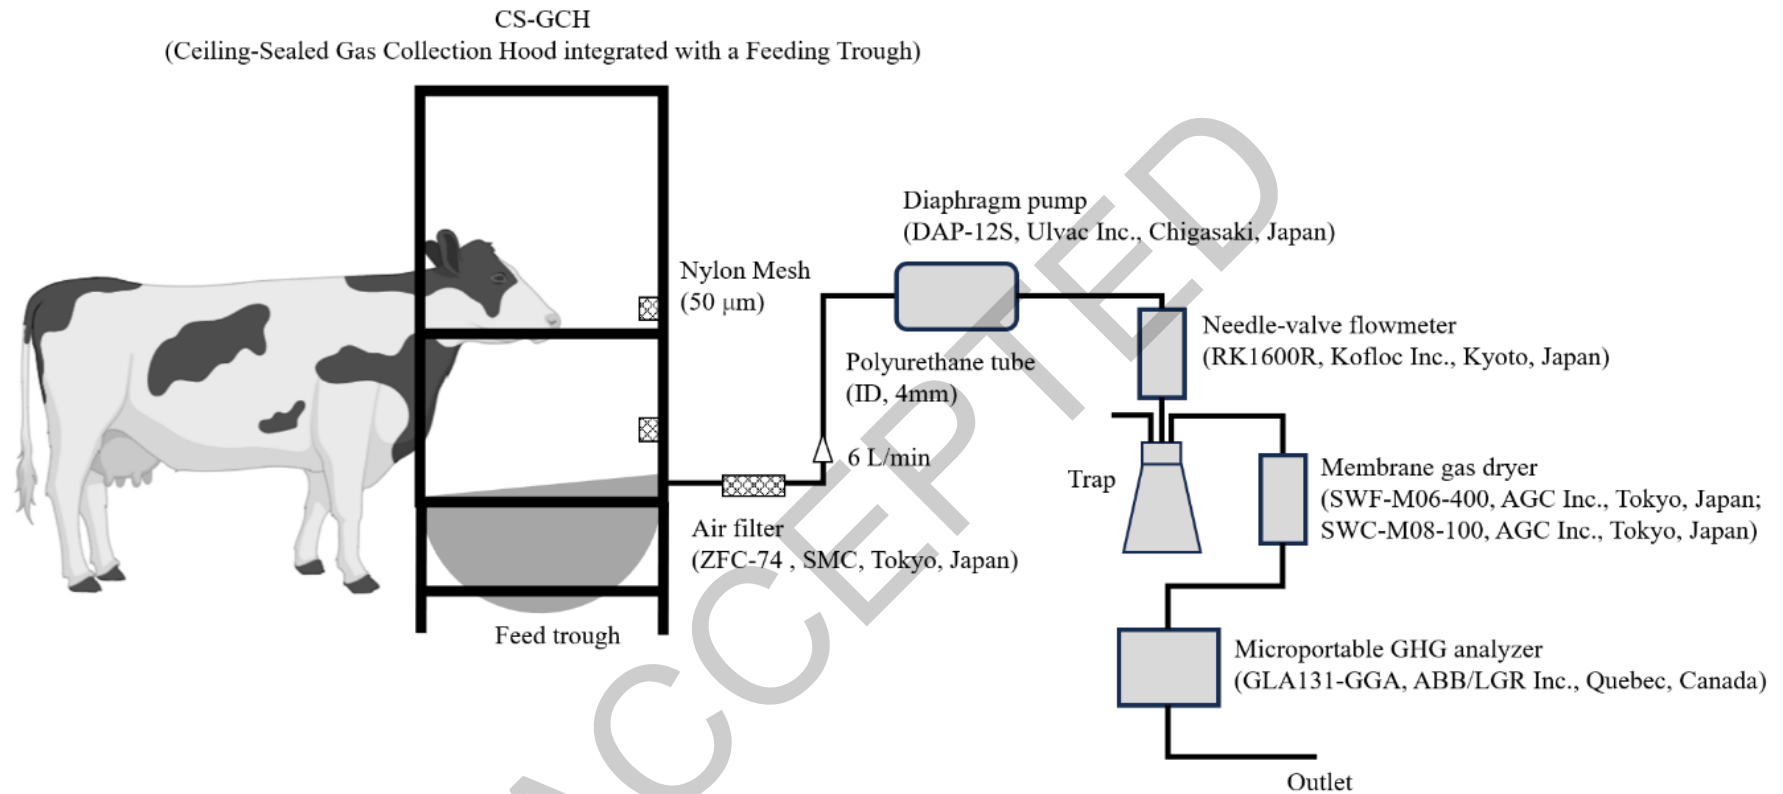 CS-GCH
(Ceiling-Sealed Gas Collection Hood integrated with a Feeding Trough)
Nylon Mesh
(50 μm)
Diaphragm pump
(DAP-12S, Ulvac Inc., Chigasaki, Japan)
Needle-valve flowmeter
(RK1600R, Kofloc Inc., Kyoto, Japan)
Polyurethane tube
(ID, 4mm)
6 L/min
Trap
Membrane gas dryer
(SWF-M06-400, AGC Inc., Tokyo, Japan;
SWC-M08-100, AGC Inc., Tokyo, Japan)
Air filter
(ZFC-74 , SMC, Tokyo, Japan)
Feed trough
Microportable GHG analyzer
(GLA131-GGA, ABB/LGR Inc., Quebec, Canada)
Outlet
ACCEPTED